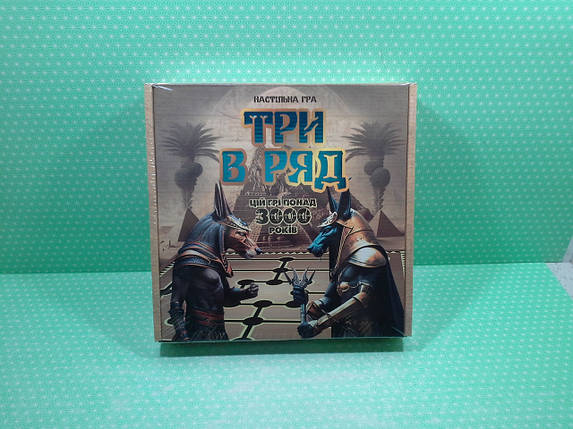 НАСТІЛЬНА ГРА
ТРИ
В РЯД
ЦІЙ ГРІ ПОНАД
3000
РОКІВ